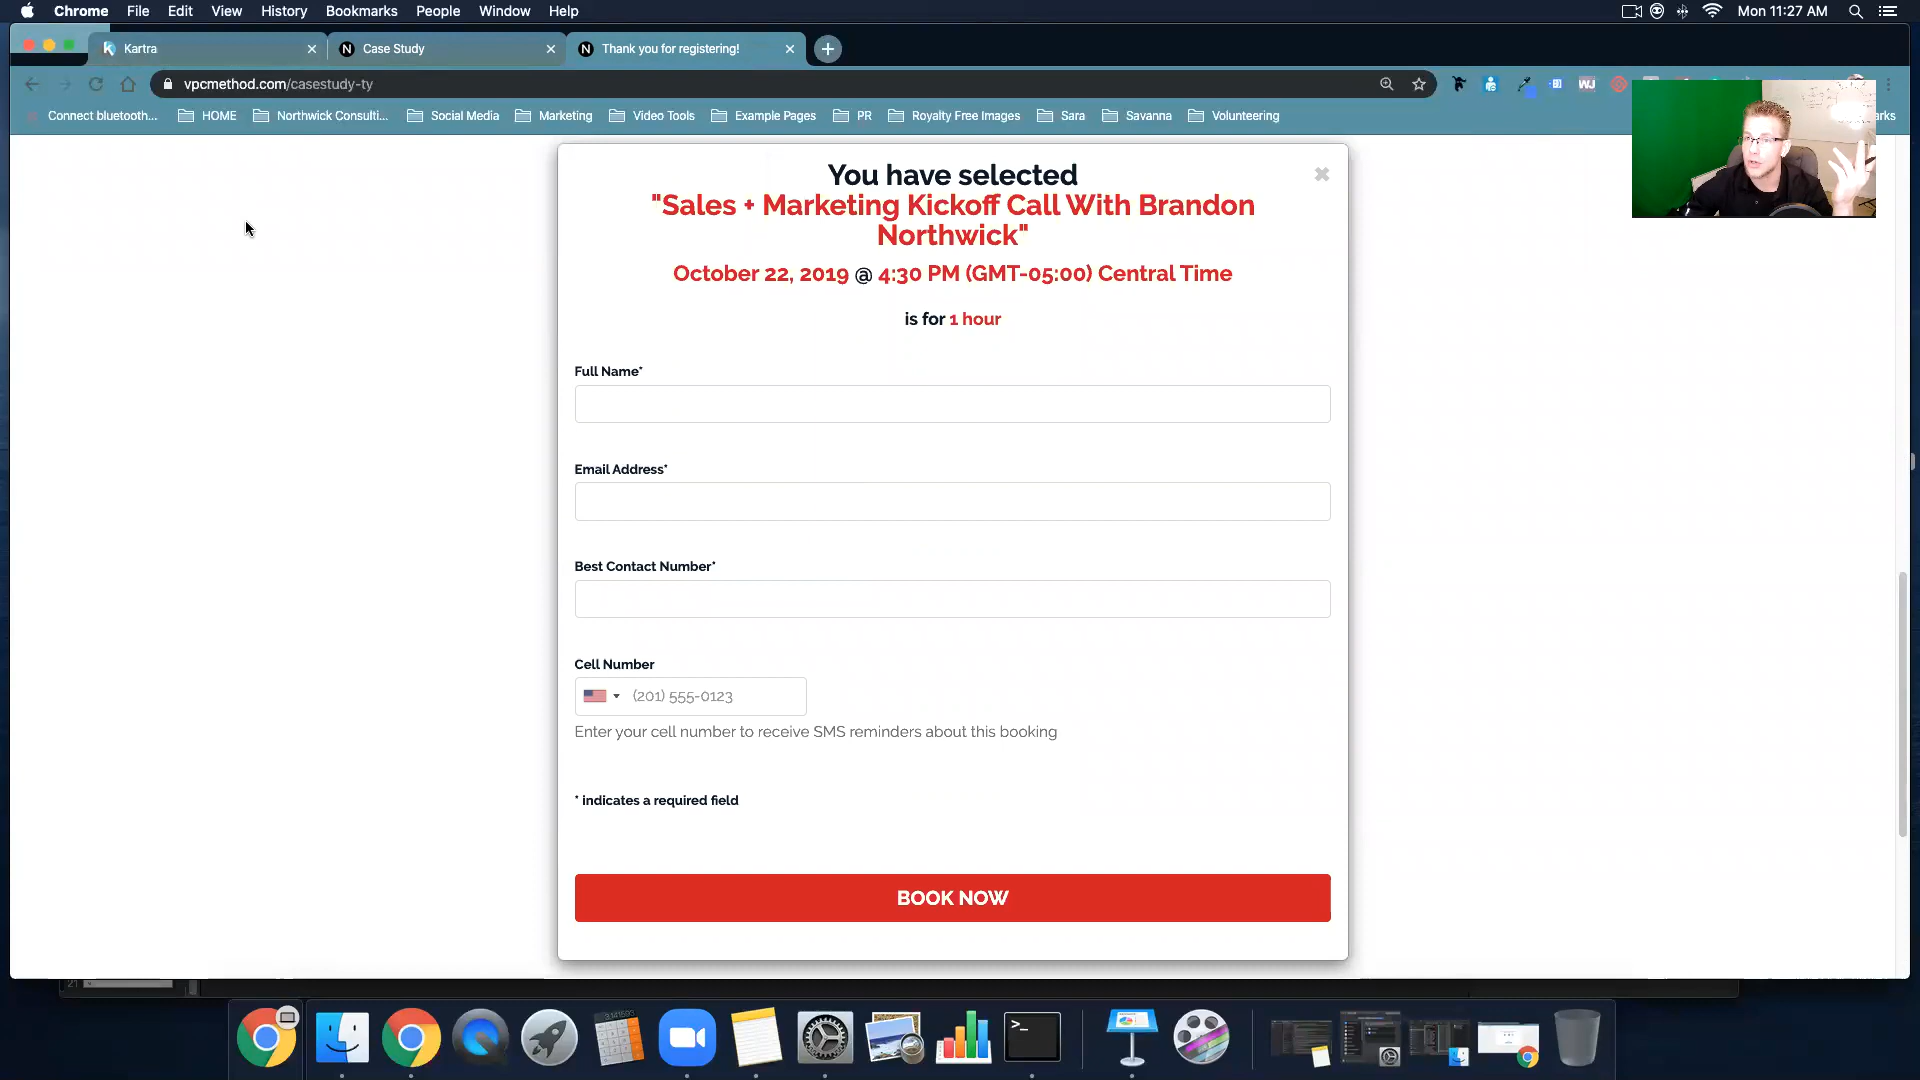 Chrome File Edit View History Bookmarks People Window Help
Mon 11:27 AM
Kartra
Case Study
Thank you for registering!
vpcmethod.com/casestudy-ty
WJ
Connect bluetooth...
HOME
Northwick Consulti...
Social Media
Marketing
Video Tools
Example Pages
PR
Royalty Free Images
Sara
Savanna
Volunteering
You have selected
"Sales + Marketing Kickoff Call With Brandon
Northwick"
October 22, 2019 @ 4:30 PM (GMT-05:00) Central Time
is for 1 hour
Full Name*
Email Address*
Best Contact Number*
Cell Number
(201) 555-0123
Enter your cell number to receive SMS reminders about this booking
* indicates a required field
BOOK NOW
21